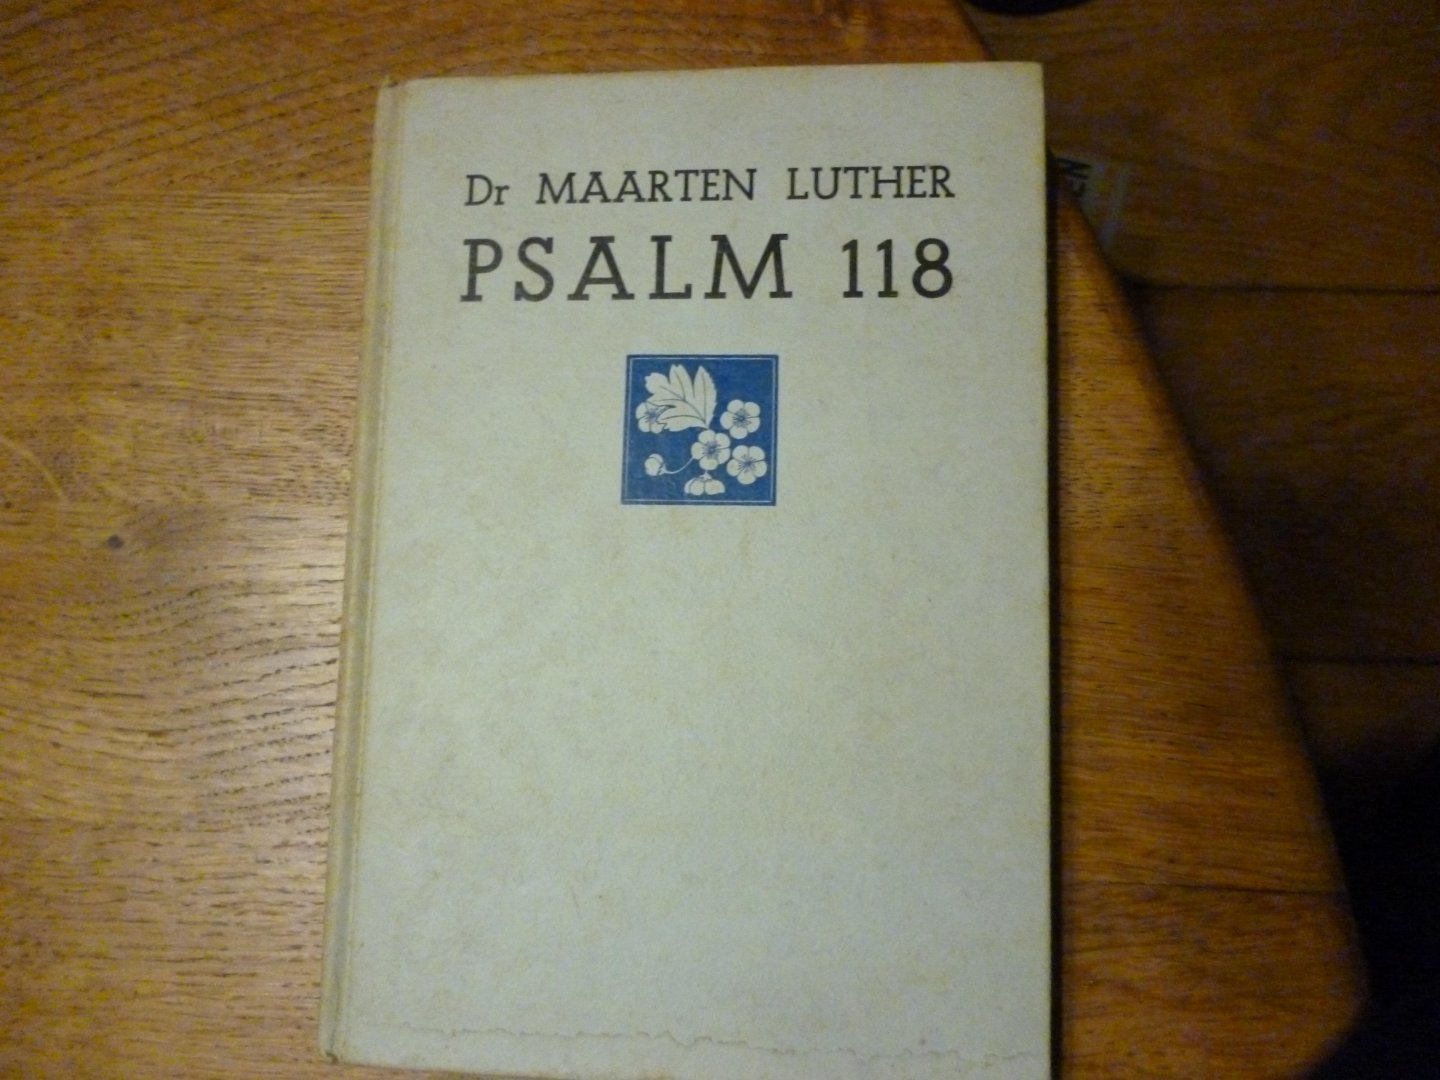 Dr MAARTEN LUTHER
PSALM 118